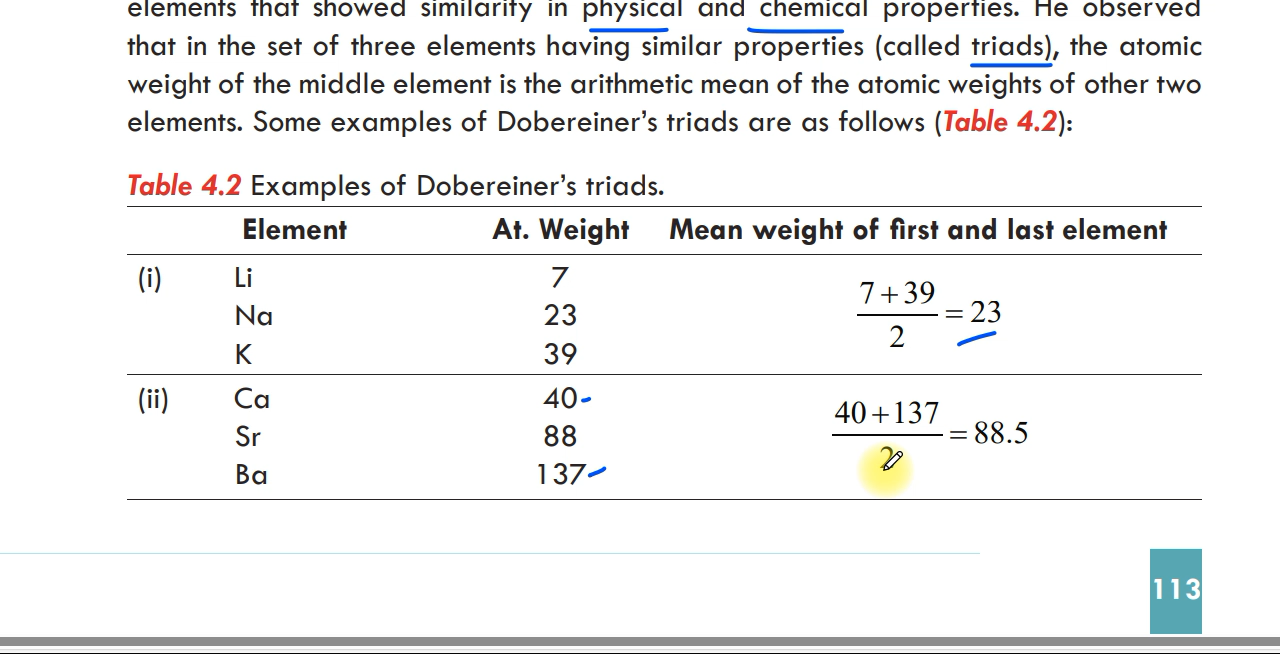 elements that showed similarity in physical and chemical properties. He observed
that in the set of three elements having similar properties (called triads), the atomic
weight of the middle element is the arithmetic mean of the atomic weights of other two
elements. Some examples of Dobereiner’s triads are as follows (Table 4.2):
Table 4.2 Examples of Dobereiner’s triads.
Element At. Weight Mean weight of first and last element
(i) Li 7
Na 23
K 39
7+39
2
=23
(ii) Ca 40
Sr 88
Ba 137
40+137
2
=88.5
113